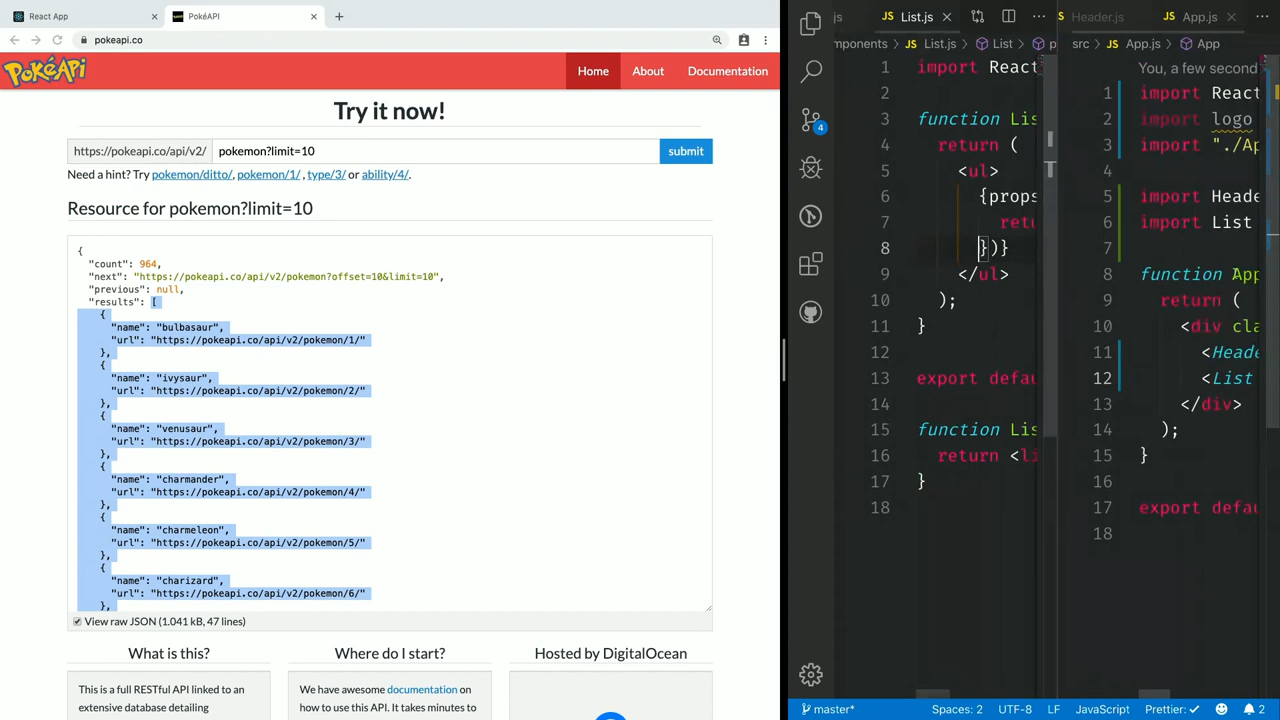 React App
PokéAPI
pokeapi.co
PokéAPI
Home
About
Documentation
Try it now!
https://pokeapi.co/api/v2/
pokemon?limit=10
submit
Need a hint? Try pokemon/ditto/, pokemon/1/ , type/3/ or ability/4/.
Resource for pokemon?limit=10
{
"count": 964,
"next": "https://pokeapi.co/api/v2/pokemon?offset=10&limit=10",
"previous": null,
"results": [
{
"name": "bulbasaur",
"url": "https://pokeapi.co/api/v2/pokemon/1/"
},
{
"name": "ivysaur",
"url": "https://pokeapi.co/api/v2/pokemon/2/"
},
{
"name": "venusaur",
"url": "https://pokeapi.co/api/v2/pokemon/3/"
},
{
"name": "charmander",
"url": "https://pokeapi.co/api/v2/pokemon/4/"
},
{
"name": "charmeleon",
"url": "https://pokeapi.co/api/v2/pokemon/5/"
},
{
"name": "charizard",
"url": "https://pokeapi.co/api/v2/pokemon/6/"
},
View raw JSON (1.041 kB, 47 lines)
What is this?
This is a full RESTful API linked to an
extensive database detailing
Where do I start?
We have awesome documentation on
how to use this API. It takes minutes to
Hosted by DigitalOcean
4
js
JS List.js
mponents > JS List.js > List > p
1 import React
2
3 function Lis
4 return (
5 <ul>
6 {props
7 retu
8 })}
9 </ul>
10 );
11 }
12
13 export defau
14
15 function Lis
16 return <li
17 }
18
Header.js
JS App.js
src > JS App.js > App
You, a few second
1 import React
2 import logo
3 import "./Ap
4
5 import Heade
6 import List
7
8 function App
9 return (
10 <div cla
11 <Heade
12 <List
13 </div>
14 );
15 }
16
17 export defau
18
master*
Spaces: 2
UTF-8
LF
JavaScript
Prettier: ✓
2